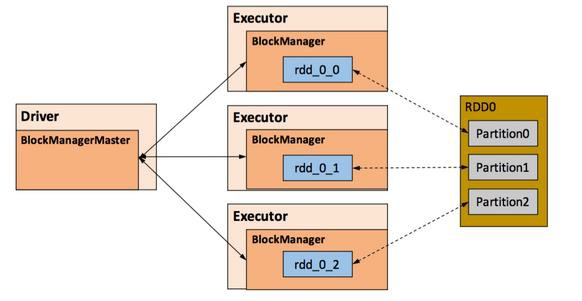 Driver
BlockManagerMaster
Executor
BlockManager
rdd_0_0
Executor
BlockManager
rdd_0_1
Executor
BlockManager
rdd_0_2
RDD0
Partition0
Partition1
Partition2